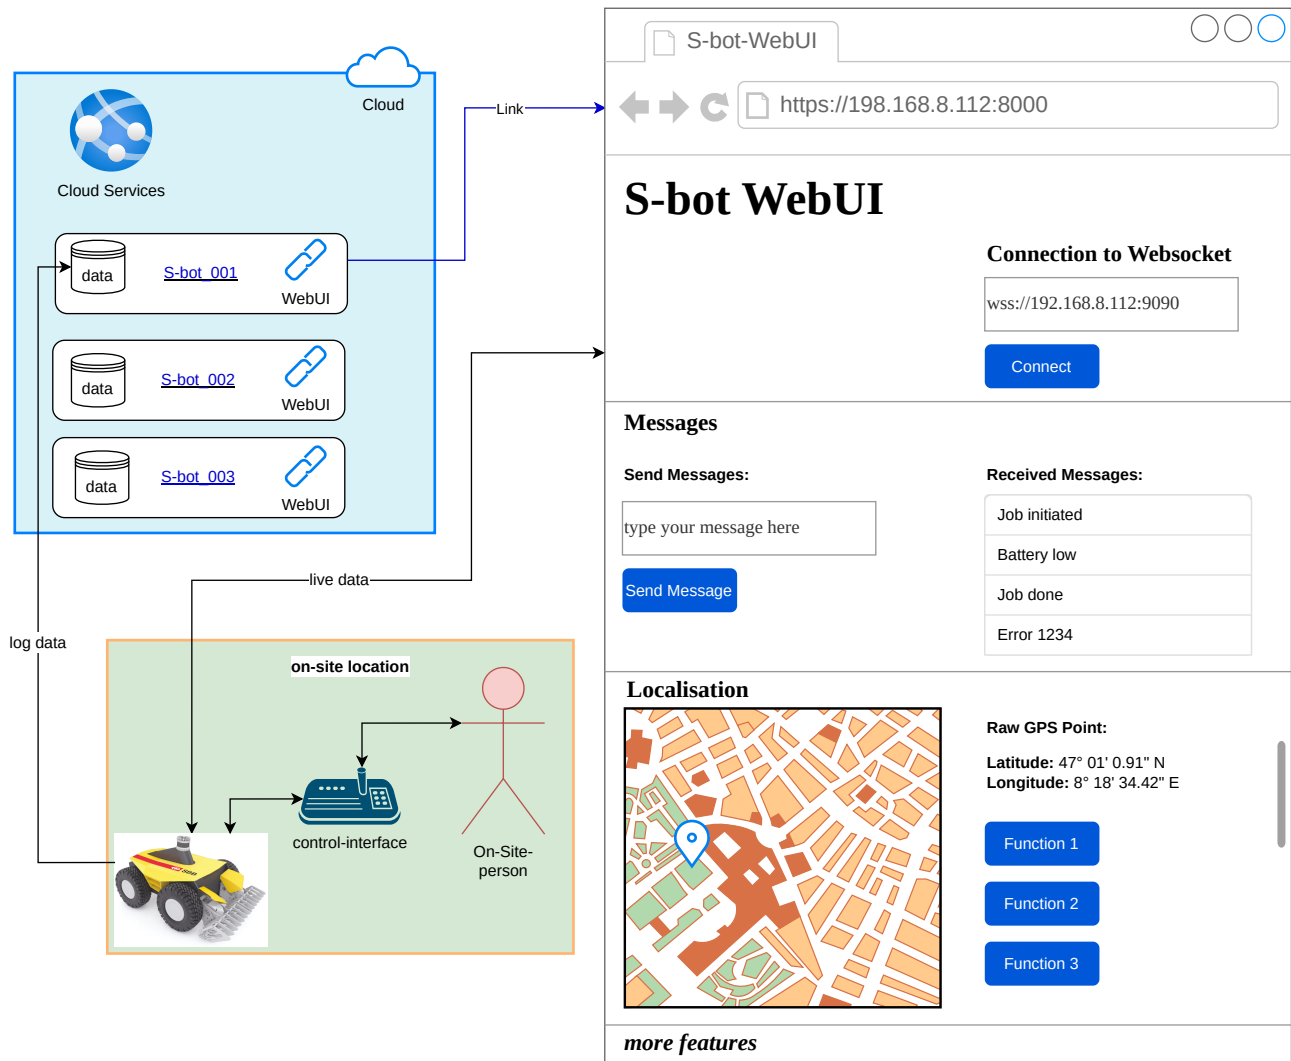 Cloud
Cloud Services
data
S-bot_001
WebUI
data
S-bot_002
WebUI
data
S-bot_003
WebUI
Link
live data
log data
on-site location
control-interface
On-Site-
person
S-bot-WebUI
https://198.168.8.112:8000
S-bot WebUI
Connection to Websocket
wss://192.168.8.112:9090
Connect
Messages
Send Messages:
type your message here
Send Message
Received Messages:
Job initiated
Battery low
Job done
Error 1234
Localisation
Raw GPS Point:
Latitude: 47° 01' 0.91" N
Longitude: 8° 18' 34.42" E
Function 1
Function 2
Function 3
more features